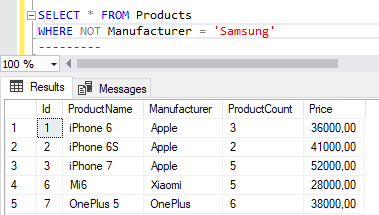 SELECT * FROM Products
WHERE NOT Manufacturer = 'Samsung'
----------
100 %
Results Messages
Id ProductName Manufacturer ProductCount Price
1 1 iPhone 6 Apple 3 36000,00
2 2 iPhone 6S Apple 2 41000,00
3 3 iPhone 7 Apple 5 52000,00
4 6 Mi6 Xiaomi 5 28000,00
5 7 OnePlus 5 OnePlus 6 38000,00